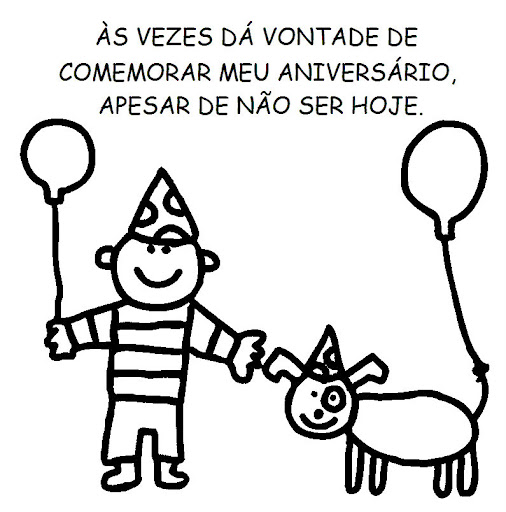 ÀS VEZES DÁ VONTADE DE
COMEMORAR MEU ANIVERSÁRIO,
APESAR DE NÃO SER HOJE.